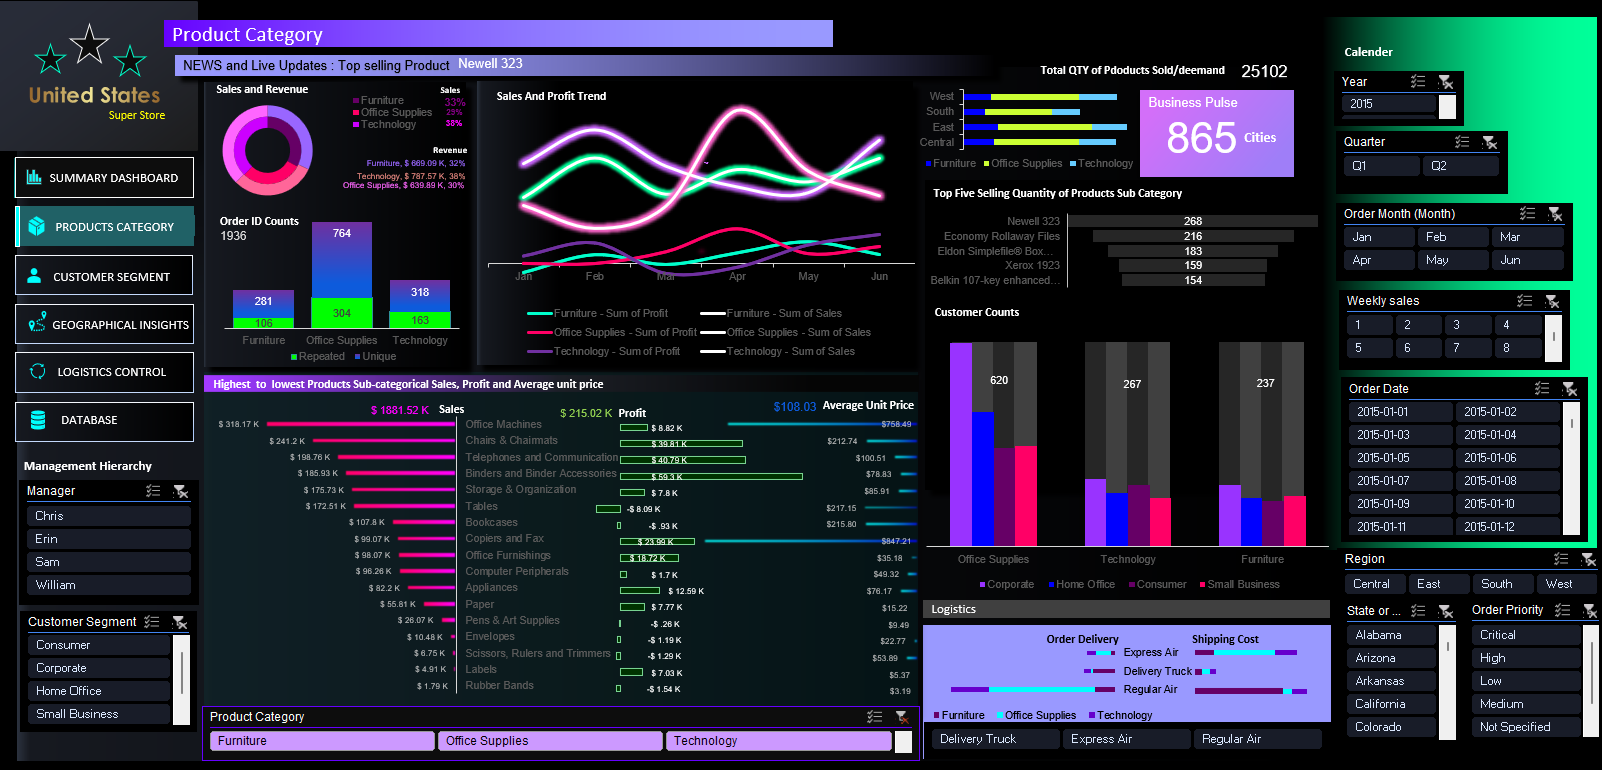 United States
Super Store
SUMMARY DASHBOARD
PRODUCTS CATEGORY
CUSTOMER SEGMENT
GEOGRAPHICAL INSIGHTS
LOGISTICS CONTROL
DATABASE
Management Hierarchy
Manager
Chris
Erin
Sam
William
Customer Segment
Consumer
Corporate
Home Office
Small Business
Product Category
NEWS and Live Updates : Top selling Product Newell 323
Sales and Revenue
Sales
Furniture 33%
Office Supplies 29%
Technology 38%
Revenue
Furniture, $ 669.09 K, 32%
Technology, $ 787.57 K, 38%
Office Supplies, $ 639.89 K, 30%
Order ID Counts
1936
281
106
764
304
318
163
Furniture Office Supplies Technology
Repeated Unique
Sales And Profit Trend
Jan Feb Mar Apr May Jun
Furniture - Sum of Profit Furniture - Sum of Sales
Office Supplies - Sum of Profit Office Supplies - Sum of Sales
Technology - Sum of Profit Technology - Sum of Sales
Highest to lowest Products Sub-categorical Sales, Profit and Average unit price
$ 1881.52 K Sales $ 215.02 K Profit $108.03 Average Unit Price
$ 318.17 K Office Machines $ 8.82 K $758.49
$ 241.2 K Chairs & Chairmats $ 39.81 K $212.74
$ 198.76 K Telephones and Communication $ 40.79 K $100.51
$ 185.93 K Binders and Binder Accessories $ 59.3 K $78.83
$ 175.73 K Storage & Organization $ 7.8 K $85.91
$ 172.51 K Tables -$ 8.09 K $217.15
$ 107.8 K Bookcases -$ .93 K $215.80
$ 99.07 K Copiers and Fax $ 23.99 K $847.21
$ 98.07 K Office Furnishings $ 18.72 K $35.18
$ 96.26 K Computer Peripherals $ 1.7 K $49.32
$ 82.2 K Appliances $ 12.59 K $76.17
$ 55.81 K Paper $ 7.77 K $15.22
$ 26.07 K Pens & Art Supplies -$ .26 K $9.49
$ 10.48 K Envelopes -$ 1.19 K $22.77
$ 6.75 K Scissors, Rulers and Trimmers -$ 1.29 K $53.89
$ 4.91 K Labels $ 7.03 K $5.37
$ 1.79 K Rubber Bands -$ 1.54 K $3.19
Product Category
Furniture Office Supplies Technology
Total QTY of Pdoducts Sold/deemand 25102
West
South
East
Central
Furniture Office Supplies Technology
Business Pulse
865 Cities
Top Five Selling Quantity of Products Sub Category
Newell 323 268
Economy Rollaway Files 216
Eldon Simplefile® Box... 183
Xerox 1923 159
Belkin 107-key enhanced... 154
Customer Counts
620 267 237
Office Supplies Technology Furniture
Corporate Home Office Consumer Small Business
Logistics
Order Delivery Shipping Cost
Express Air
Delivery Truck
Regular Air
Furniture Office Supplies Technology
Delivery Truck Express Air Regular Air
Calender
Year
2015
Quarter
Q1 Q2
Order Month (Month)
Jan Feb Mar
Apr May Jun
Weekly sales
1 2 3 4
5 6 7 8
Order Date
2015-01-01 2015-01-02
2015-01-03 2015-01-04
2015-01-05 2015-01-06
2015-01-07 2015-01-08
2015-01-09 2015-01-10
2015-01-11 2015-01-12
Region
Central East South West
State or ...
Alabama
Arizona
Arkansas
California
Colorado
Order Priority
Critical
High
Low
Medium
Not Specified